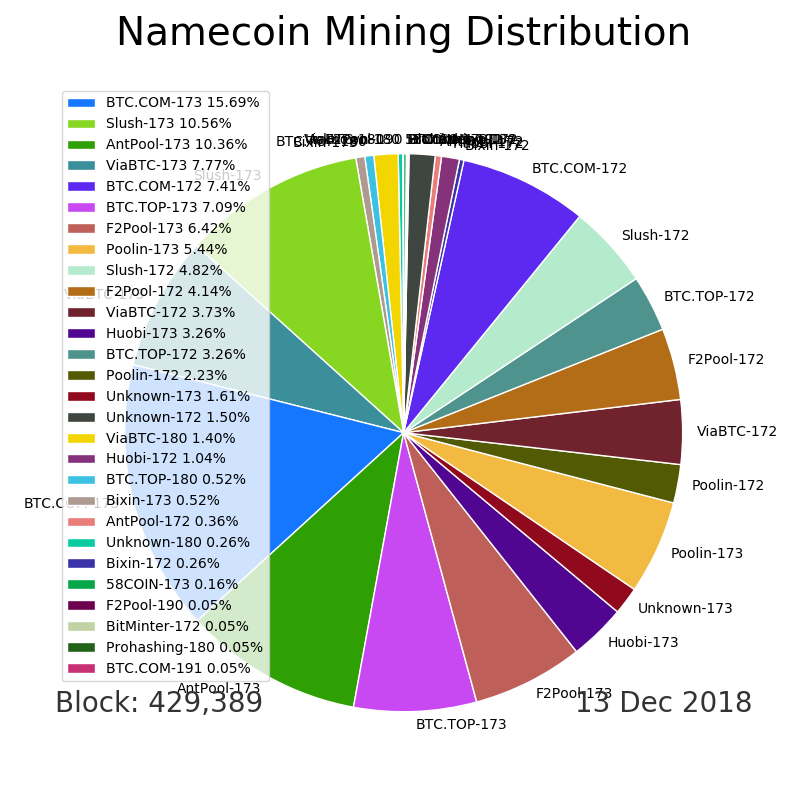 Namecoin Mining Distribution
BTC.COM-173 15.69%
Slush-173 10.56%
AntPool-173 10.36%
ViaBTC-173 7.77%
BTC.COM-172 7.41%
BTC.TOP-173 7.09%
F2Pool-173 6.42%
Poolin-173 5.44%
Slush-172 4.82%
F2Pool-172 4.14%
ViaBTC-172 3.73%
Huobi-173 3.26%
BTC.TOP-172 3.26%
Poolin-172 2.23%
Unknown-173 1.61%
Unknown-172 1.50%
ViaBTC-180 1.40%
Huobi-172 1.04%
BTC.TOP-180 0.52%
Bixin-173 0.52%
AntPool-172 0.36%
Unknown-180 0.26%
Bixin-172 0.26%
58COIN-173 0.16%
F2Pool-190 0.05%
BitMinter-172 0.05%
Prohashing-180 0.05%
BTC.COM-191 0.05%
Bixin-172
BTC.COM-172
Slush-172
BTC.TOP-172
F2Pool-172
ViaBTC-172
Poolin-172
Poolin-173
Unknown-173
Huobi-173
F2Pool-173
BTC.TOP-173
AntPool-173
BTC.COM-173
ViaBTC-173
Slush-173
Block: 429,389
13 Dec 2018